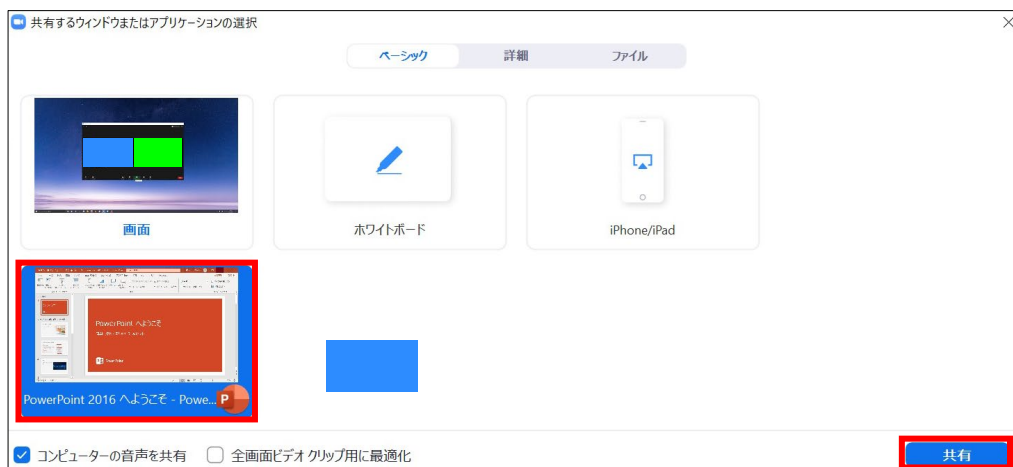 共有するウィンドウまたはアプリケーションの選択
ベーシック 詳細 ファイル
画面
ホワイトボード
iPhone/iPad
PowerPoint へようこそ
PowerPoint
PowerPoint 2016 へようこそ - Powe...
コンピューターの音声を共有
全画面ビデオ クリップ用に最適化
共有